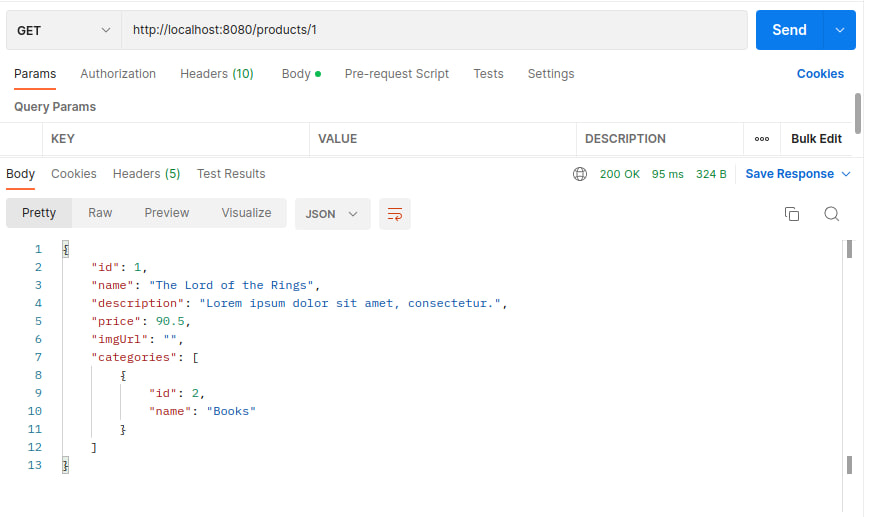 GET http://localhost:8080/products/1 Send
Params Authorization Headers (10) Body Pre-request Script Tests Settings Cookies
Query Params
KEY VALUE DESCRIPTION ooo Bulk Edit
Body Cookies Headers (5) Test Results 200 OK 95 ms 324 B Save Response
Pretty Raw Preview Visualize JSON
1 {
2 "id": 1,
3 "name": "The Lord of the Rings",
4 "description": "Lorem ipsum dolor sit amet, consectetur.",
5 "price": 90.5,
6 "imgUrl": "",
7 "categories": [
8 {
9 "id": 2,
10 "name": "Books"
11 }
12 ]
13 }